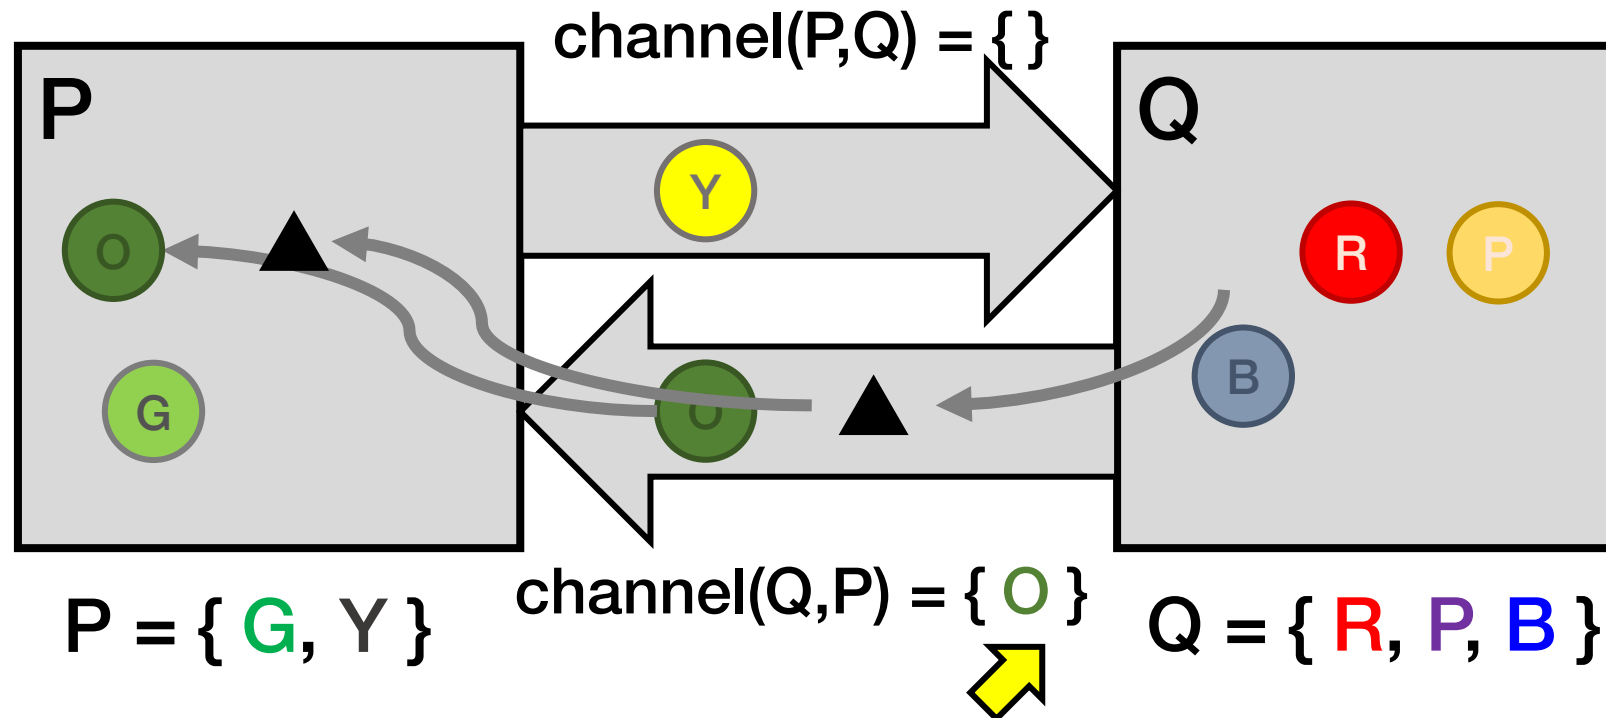 channel(P,Q) = { }
P
Q
Y
O
R
P
G
O
B
channel(Q,P) = { O }
P = { G, Y }
Q = { R, P, B }